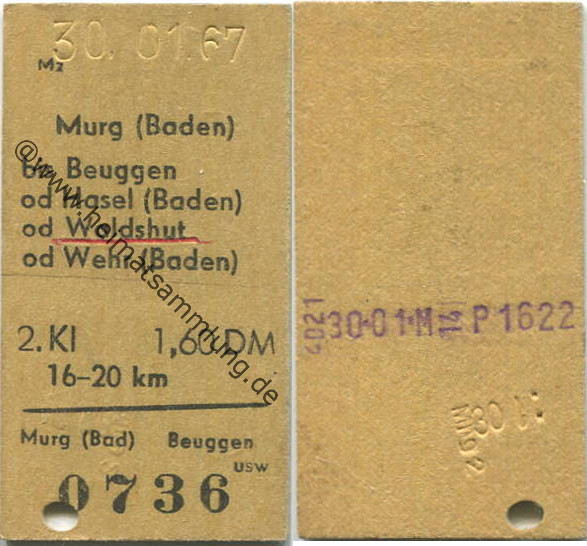 30. 01.67
Mz
Murg (Baden)
bis Beuggen
od Hasel (Baden)
od Waldshut
od Wehr (Baden)
2. Kl 1,60 DM
16-20 km
Murg (Bad) Beuggen
usw
0736
@www.heimatsammlung.de
4021
30·01·M P1622